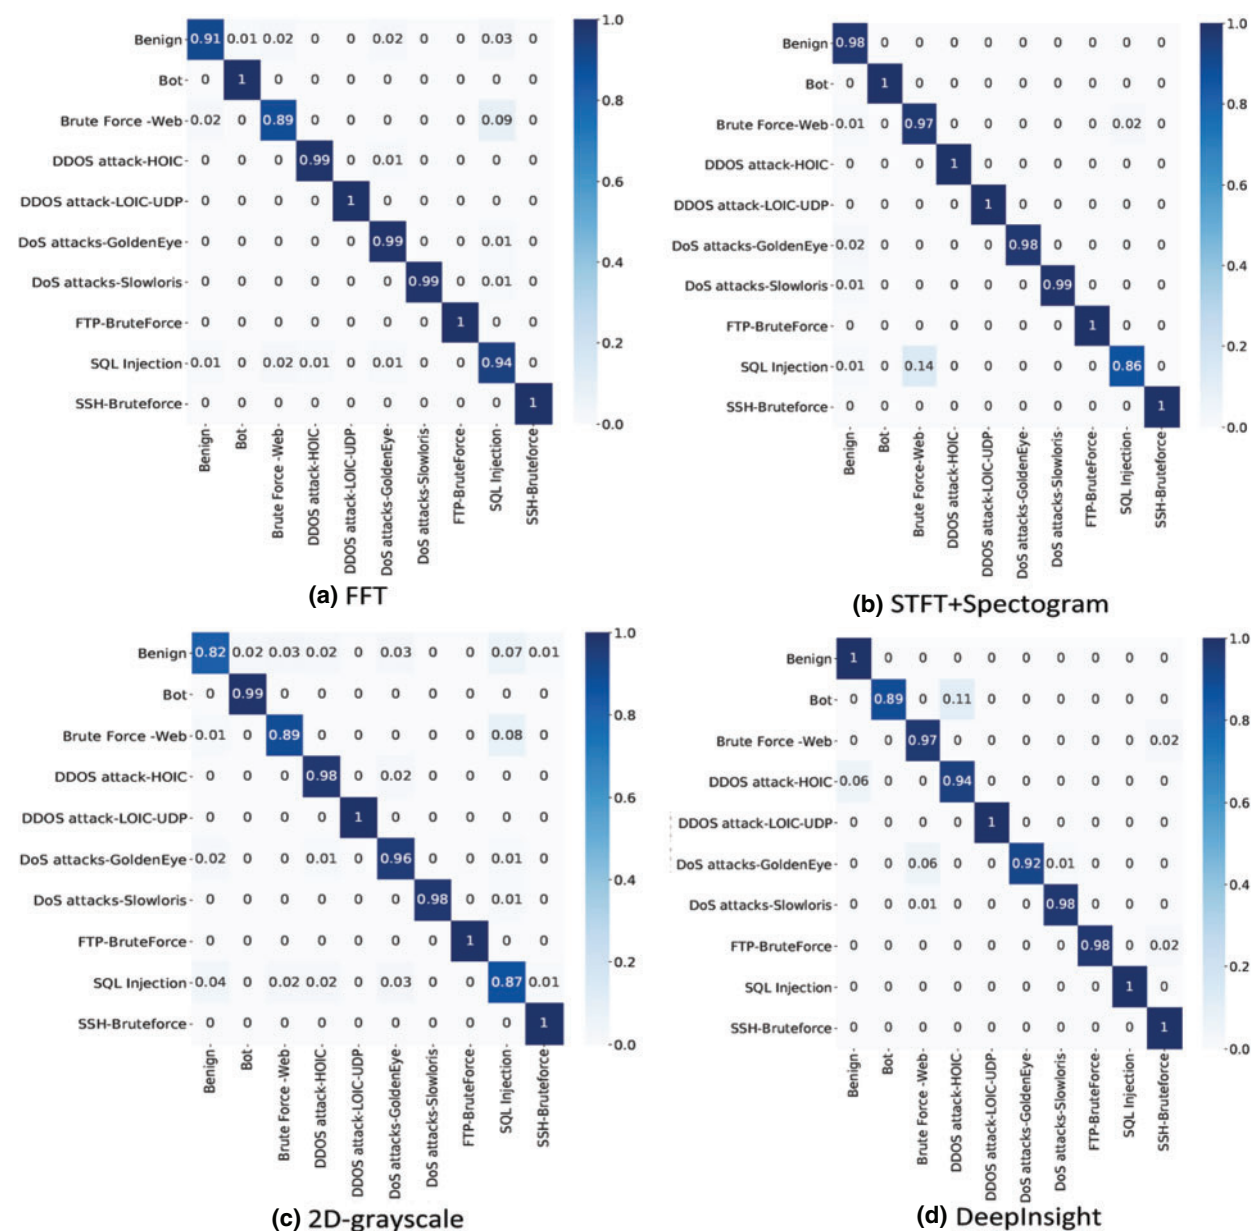 Benign 0.91 0.01 0.02 0 0 0.02 0 0 0.03 0 1.0
Bot 0 1 0 0 0 0 0 0 0 0
Brute Force -Web 0.02 0 0.89 0 0 0 0 0 0.09 0 0.8
DDOS attack-HOIC 0 0 0 0.99 0 0.01 0 0 0 0
DDOS attack-LOIC-UDP 0 0 0 0 1 0 0 0 0 0 0.6
DoS attacks-GoldenEye 0 0 0 0 0 0.99 0 0 0.01 0
DoS attacks-Slowloris 0 0 0 0 0 0 0.99 0 0.01 0 0.4
FTP-BruteForce 0 0 0 0 0 0 0 1 0 0
SQL Injection 0.01 0 0.02 0.01 0 0.01 0 0 0.94 0 0.2
SSH-Bruteforce 0 0 0 0 0 0 0 0 0 1 0.0
Benign
Bot
Brute Force -Web
DDOS attack-HOIC
DDOS attack-LOIC-UDP
DoS attacks-GoldenEye
DoS attacks-Slowloris
FTP-BruteForce
SQL Injection
SSH-Bruteforce
(a) FFT
Benign 0.98 0 0 0 0 0 0 0 0 0 1.0
Bot 0 1 0 0 0 0 0 0 0 0
Brute Force-Web 0.01 0 0.97 0 0 0 0 0 0.02 0 0.8
DDOS attack-HOIC 0 0 0 1 0 0 0 0 0 0
DDOS attack-LOIC-UDP 0 0 0 0 1 0 0 0 0 0 0.6
DoS attacks-GoldenEye 0.02 0 0 0 0 0.98 0 0 0 0
DoS attacks-Slowloris 0.01 0 0 0 0 0 0.99 0 0 0 0.4
FTP-BruteForce 0 0 0 0 0 0 0 1 0 0
SQL Injection 0.01 0 0.14 0 0 0 0 0 0.86 0 0.2
SSH-Bruteforce 0 0 0 0 0 0 0 0 0 1 0.0
Benign
Bot
Brute Force-Web
DDOS attack-HOIC
DDOS attack-LOIC-UDP
DoS attacks-GoldenEye
DoS attacks-Slowloris
FTP-BruteForce
SQL Injection
SSH-Bruteforce
(b) STFT+Spectogram
Benign 0.82 0.02 0.03 0.02 0 0.03 0 0 0.07 0.01 1.0
Bot 0 0.99 0 0 0 0 0 0 0 0
Brute Force -Web 0.01 0 0.89 0 0 0 0 0 0.08 0 0.8
DDOS attack-HOIC 0 0 0 0.98 0 0.02 0 0 0 0
DDOS attack-LOIC-UDP 0 0 0 0 1 0 0 0 0 0 0.6
DoS attacks-GoldenEye 0.02 0 0 0.01 0 0.96 0 0 0.01 0
DoS attacks-Slowloris 0 0 0 0 0 0 0.98 0 0.01 0 0.4
FTP-BruteForce 0 0 0 0 0 0 0 1 0 0
SQL Injection 0.04 0 0.02 0.02 0 0.03 0 0 0.87 0.01 0.2
SSH-Bruteforce 0 0 0 0 0 0 0 0 0 1 0.0
Benign
Bot
Brute Force -Web
DDOS attack-HOIC
DDOS attack-LOIC-UDP
DoS attacks-GoldenEye
DoS attacks-Slowloris
FTP-BruteForce
SQL Injection
SSH-Bruteforce
(c) 2D-grayscale
Benign 1 0 0 0 0 0 0 0 0 0 1.0
Bot 0 0.89 0 0.11 0 0 0 0 0 0
Brute Force -Web 0 0 0.97 0 0 0 0 0 0 0.02 0.8
DDOS attack-HOIC 0.06 0 0 0.94 0 0 0 0 0 0
DDOS attack-LOIC-UDP 0 0 0 0 1 0 0 0 0 0 0.6
DoS attacks-GoldenEye 0 0 0.06 0 0 0.92 0.01 0 0 0
DoS attacks-Slowloris 0 0 0.01 0 0 0 0.98 0 0 0 0.4
FTP-BruteForce 0 0 0 0 0 0 0 0.98 0 0.02
SQL Injection 0 0 0 0 0 0 0 0 1 0 0.2
SSH-Bruteforce 0 0 0 0 0 0 0 0 0 1 0.0
Benign
Bot
Brute Force -Web
DDOS attack-HOIC
DDOS attack-LOIC-UDP
DoS attacks-GoldenEye
DoS attacks-Slowloris
FTP-BruteForce
SQL Injection
SSH-Bruteforce
(d) DeepInsight